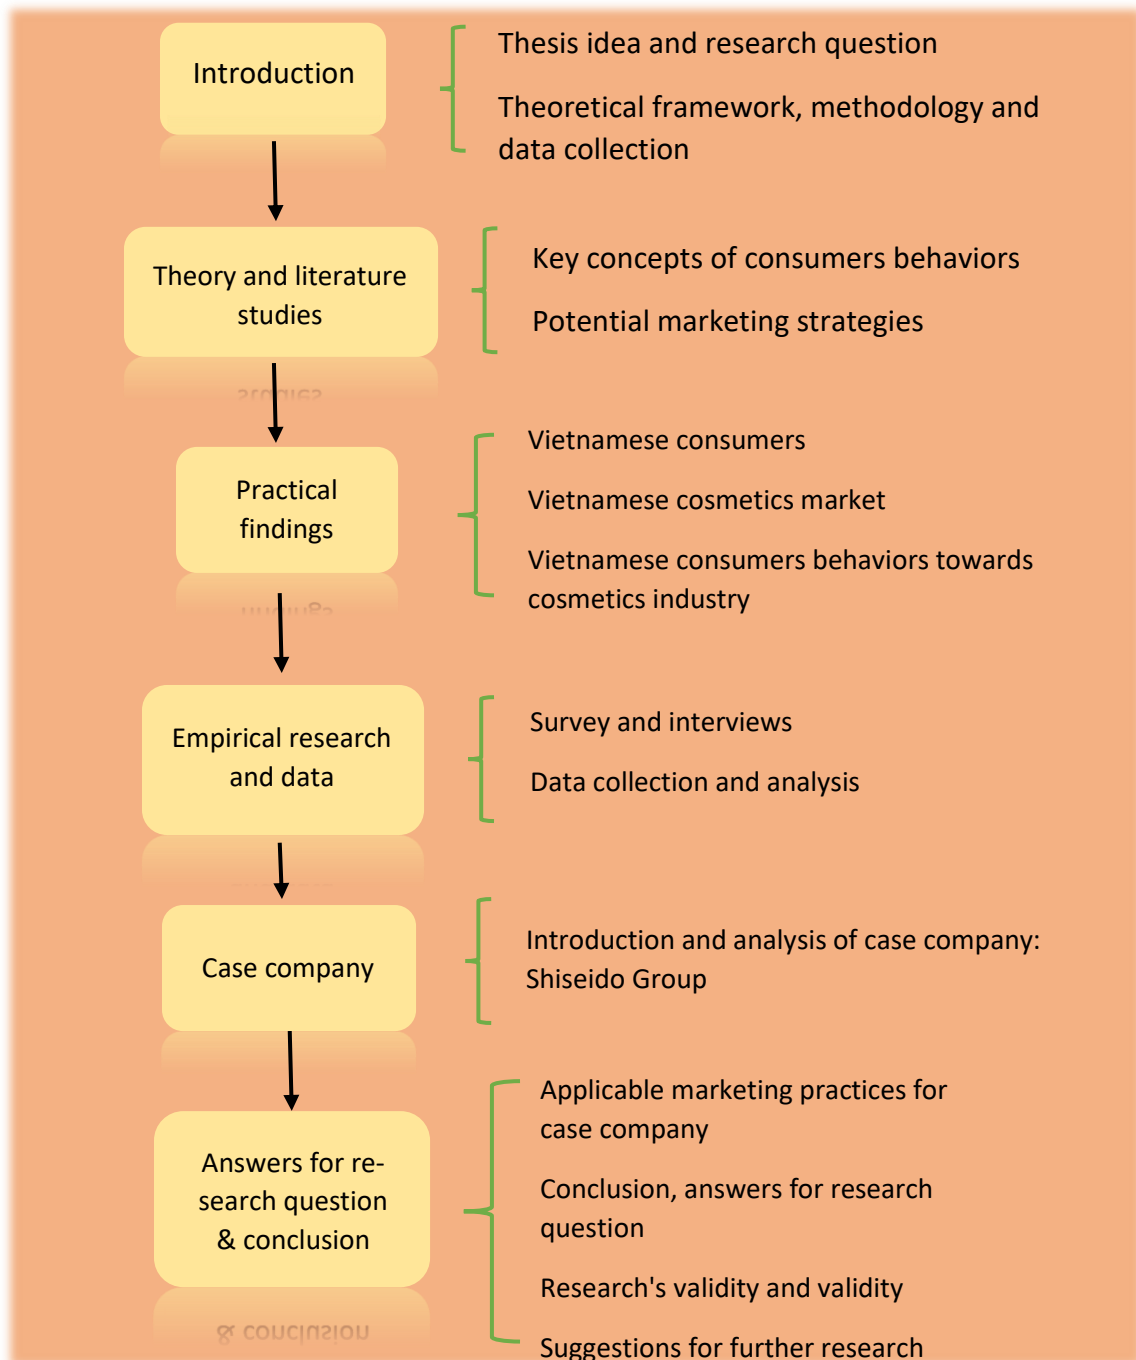 Introduction
Thesis idea and research question
Theoretical framework, methodology and
data collection
Theory and literature
studies
Key concepts of consumers behaviors
Potential marketing strategies
Practical
findings
Vietnamese consumers
Vietnamese cosmetics market
Vietnamese consumers behaviors towards
cosmetics industry
Empirical research
and data
Survey and interviews
Data collection and analysis
Case company
Introduction and analysis of case company:
Shiseido Group
Answers for re-
search question
& conclusion
Applicable marketing practices for
case company
Conclusion, answers for research
question
Research's validity and validity
Suggestions for further research